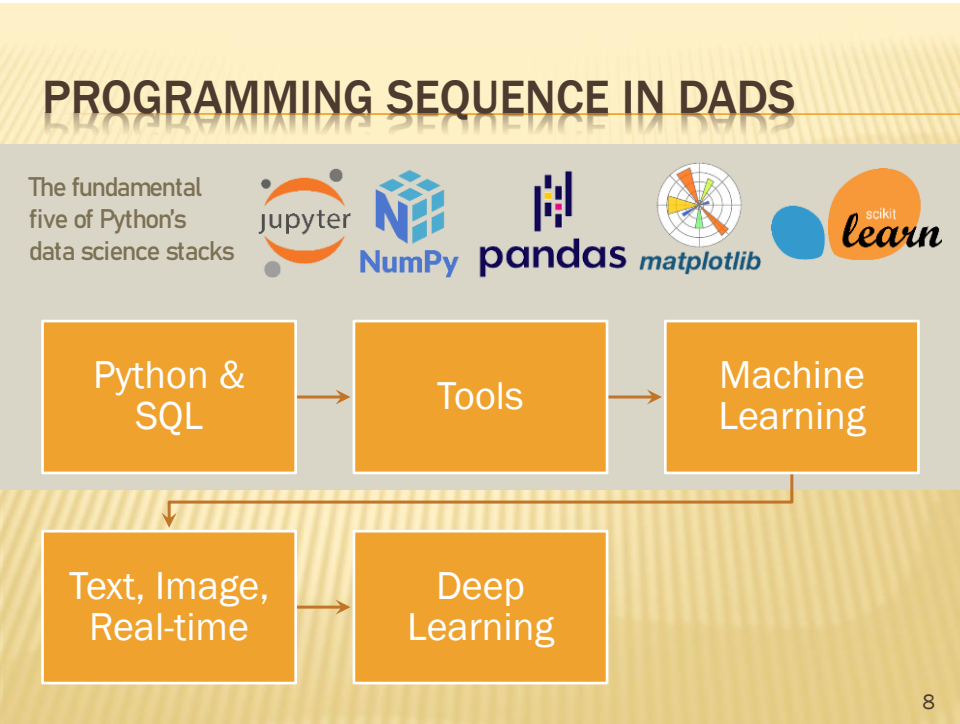 PROGRAMMING SEQUENCE IN DADS
The fundamental
five of Python's
data science stacks
jupyter
NumPy
pandas
matplotlib
scikit
learn
Python &
SQL
Tools
Machine
Learning
Text, Image,
Real-time
Deep
Learning
8